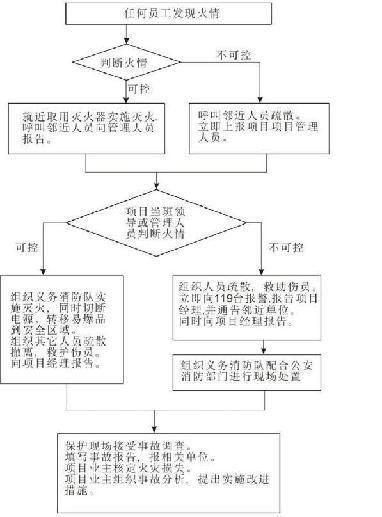 任何员工发现火情
判断火情
不可控
可控
就近取用灭火器实施灭火,
呼叫邻近人员向管理人员
报告。
呼叫邻近人员疏散。
立即上报项目项目管理
人员。
项目当班领
导或管理人
员判断火情
可控
不可控
组织义务消防队实
施灭火，同时切断
电源，转移易爆品
到安全区域。
组织其它人员疏散
撤离，救护伤员。
向项目经理报告。
组织人员疏散，救助伤员。
立即向119台报警,报告项目
经理,并通告邻近单位。
同时向项目经理报告。
组织义务消防队配合公安
消防部门进行现场处置
保护现场接受事故调查。
填写事故报告，报相关单位。
项目业主核定火灾损失。
项目业主组织事故分析，提出实施改进
措施。